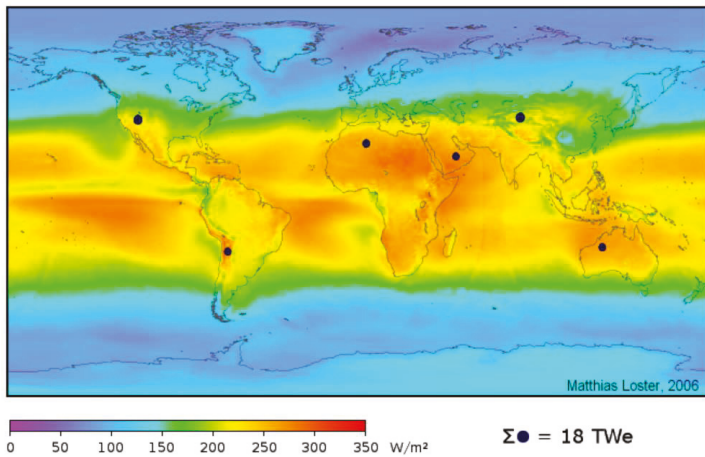 Matthias Loster, 2006
0 50 100 150 200 250 300 350 W/m²
Σ● = 18 TWe